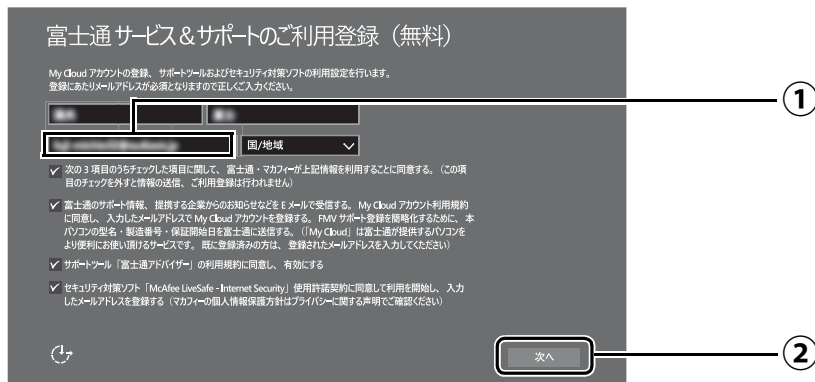 富士通 サービス＆サポートのご利用登録（無料）
My Cloud アカウントの登録、 サポートツールおよびセキュリティ対策ソフトの利用設定を行います。
登録にあたりメールアドレスが必須となりますので正しくご入力ください。
①
国/地域
次の 3 項目のうちチェックした項目に関して、 富士通・マカフィーが上記情報を利用することに同意する。（この項
目のチェックを外すと情報の送信、ご利用登録は行われません）
富士通のサポート情報、 提携する企業からのお知らせなどを E メールで受信する。 My Cloud アカウント利用規約
に同意し、 入力したメールアドレスで My Cloud アカウントを登録する。 FMV サポート登録を簡略化するために、 本
パソコンの型名・製造番号・保証開始日を富士通に送信する。（「My Cloud」は富士通が提供するパソコンを
より便利にお使い頂けるサービスです。 既に登録済みの方は、 登録されたメールアドレスを入力してください）
サポートツール「富士通アドバイザー」の利用規約に同意し、 有効にする
セキュリティ対策ソフト「McAfee LiveSafe - Internet Security」使用許諾契約に同意して利用を開始し、 入力
したメールアドレスを登録する（マカフィーの個人情報保護方針はプライバシーに関する声明でご確認ください）
次へ
②